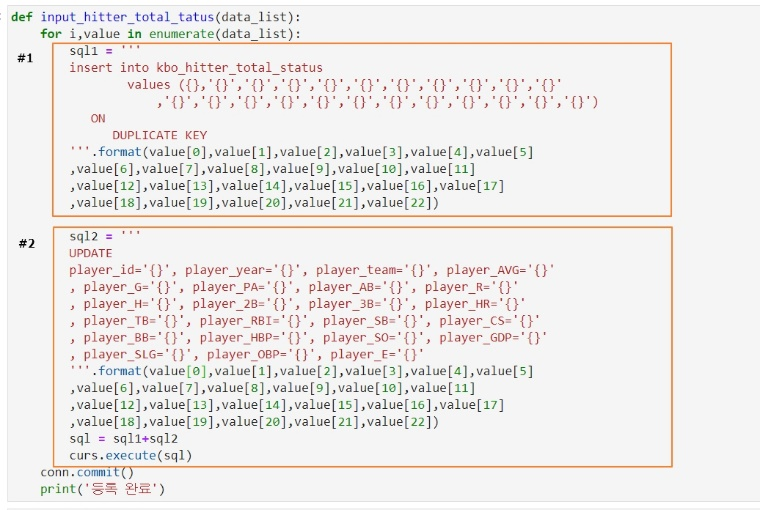 def input_hitter_total_tatus(data_list):
for i,value in enumerate(data_list):
#1
sql1 = '''
insert into kbo_hitter_total_status
values ({},'{}','{}','{}','{}','{}','{}','{}','{}','{}','{}'
,'{}','{}','{}','{}','{}','{}','{}','{}','{}','{}','{}','{}')
ON
DUPLICATE KEY
'''.format(value[0],value[1],value[2],value[3],value[4],value[5]
,value[6],value[7],value[8],value[9],value[10],value[11]
,value[12],value[13],value[14],value[15],value[16],value[17]
,value[18],value[19],value[20],value[21],value[22])
#2
sql2 = '''
UPDATE
player_id='{}', player_year='{}', player_team='{}', player_AVG='{}'
, player_G='{}', player_PA='{}', player_AB='{}', player_R='{}'
, player_H='{}', player_2B='{}', player_3B='{}', player_HR='{}'
, player_TB='{}', player_RBI='{}', player_SB='{}', player_CS='{}'
, player_BB='{}', player_HBP='{}', player_SO='{}', player_GDP='{}'
, player_SLG='{}', player_OBP='{}', player_E='{}'
'''.format(value[0],value[1],value[2],value[3],value[4],value[5]
,value[6],value[7],value[8],value[9],value[10],value[11]
,value[12],value[13],value[14],value[15],value[16],value[17]
,value[18],value[19],value[20],value[21],value[22])
sql = sql1+sql2
curs.execute(sql)
conn.commit()
print('등록 완료')